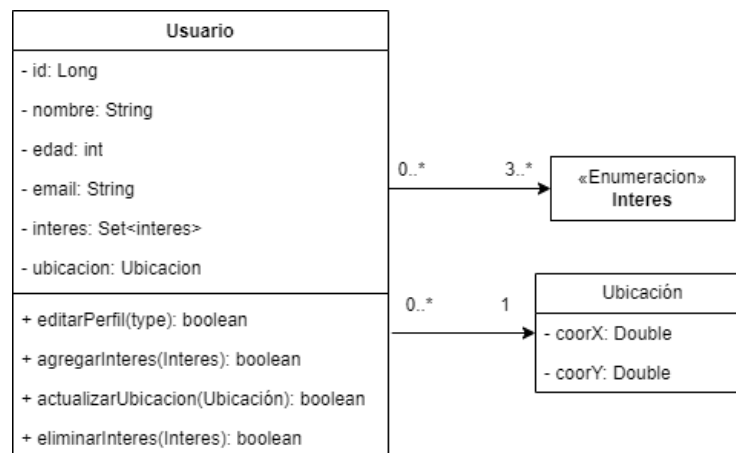 Usuario
- id: Long
- nombre: String
- edad: int
- email: String
- interes: Set<interes>
- ubicacion: Ubicacion
+ editarPerfil(type): boolean
+ agregarInteres(Interes): boolean
+ actualizarUbicacion(Ubicación): boolean
+ eliminarInteres(Interes): boolean
0..* 3..*
«Enumeracion»
Interes
0..* 1
Ubicación
- coorX: Double
- coorY: Double